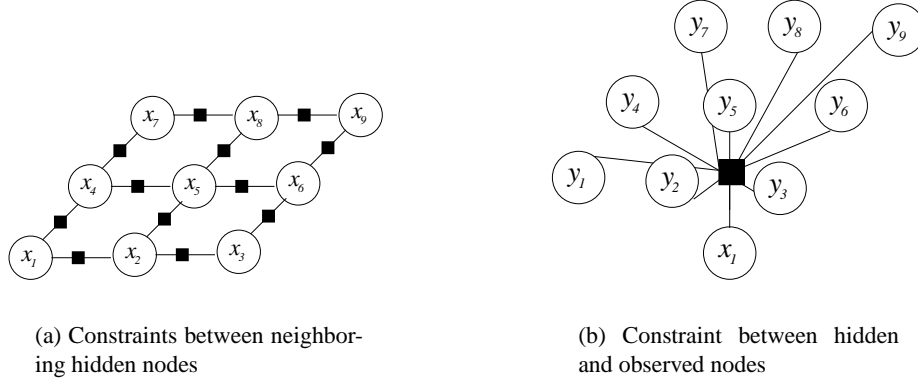 y7 y8 y9
x7 x8 x9
y4 y5 y6
x4 x5 x6
y1 y2 y3
x1 x2 x3
x1
(a) Constraints between neighbor-
ing hidden nodes
(b) Constraint between hidden
and observed nodes